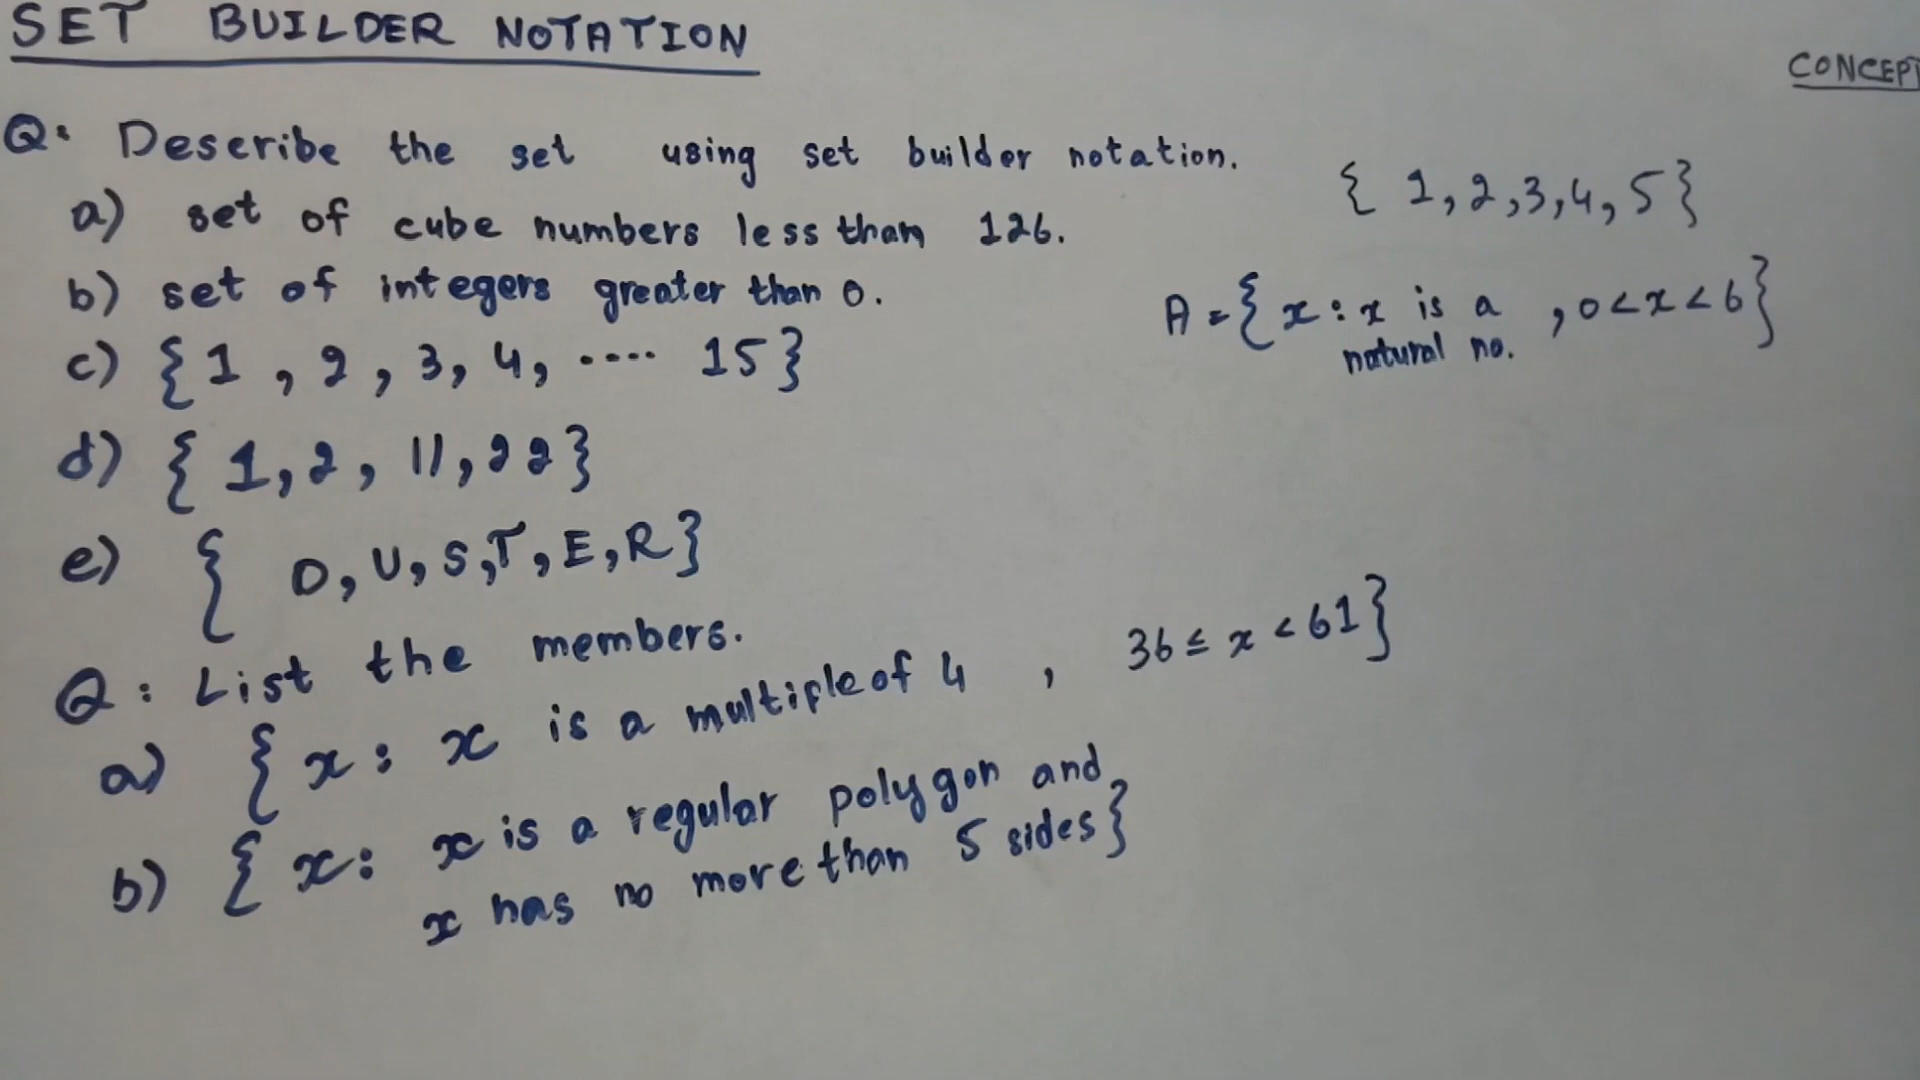 SET BUILDER NOTATION
CONCEPT
Q: Describe the set using set builder notation.
a) set of cube numbers less than 126.
b) set of integers greater than 0.
c) {1, 2, 3, 4, .... 15}
d) {1, 2, 11, 22}
e) { D, U, S, T, E, R}
{ 1, 2, 3, 4, 5}
A = {x : x is a natural no. , 0 < x < 6}
Q: List the members.
a) {x : x is a multiple of 4 , 36 ≤ x < 61}
b) {x : x is a regular polygon and
x has no more than 5 sides}